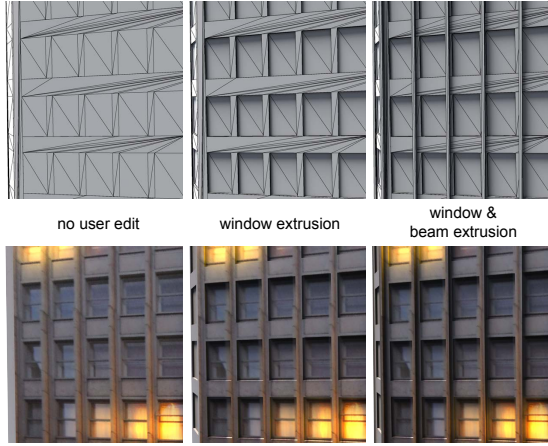 no user edit
window extrusion
window &
beam extrusion